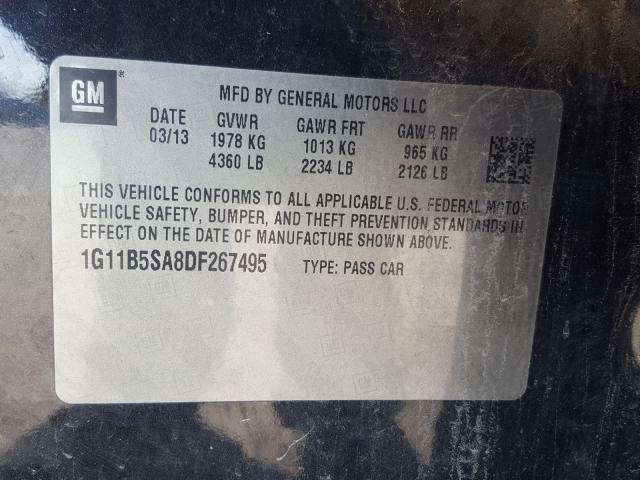 GM®
MFD BY GENERAL MOTORS LLC
DATE GVWR GAWR FRT GAWR RR
03/13 1978 KG 1013 KG 965 KG
4360 LB 2234 LB 2126 LB
THIS VEHICLE CONFORMS TO ALL APPLICABLE U.S. FEDERAL MOTOR
VEHICLE SAFETY, BUMPER, AND THEFT PREVENTION STANDARDS IN
EFFECT ON THE DATE OF MANUFACTURE SHOWN ABOVE.
1G11B5SA8DF267495 TYPE: PASS CAR